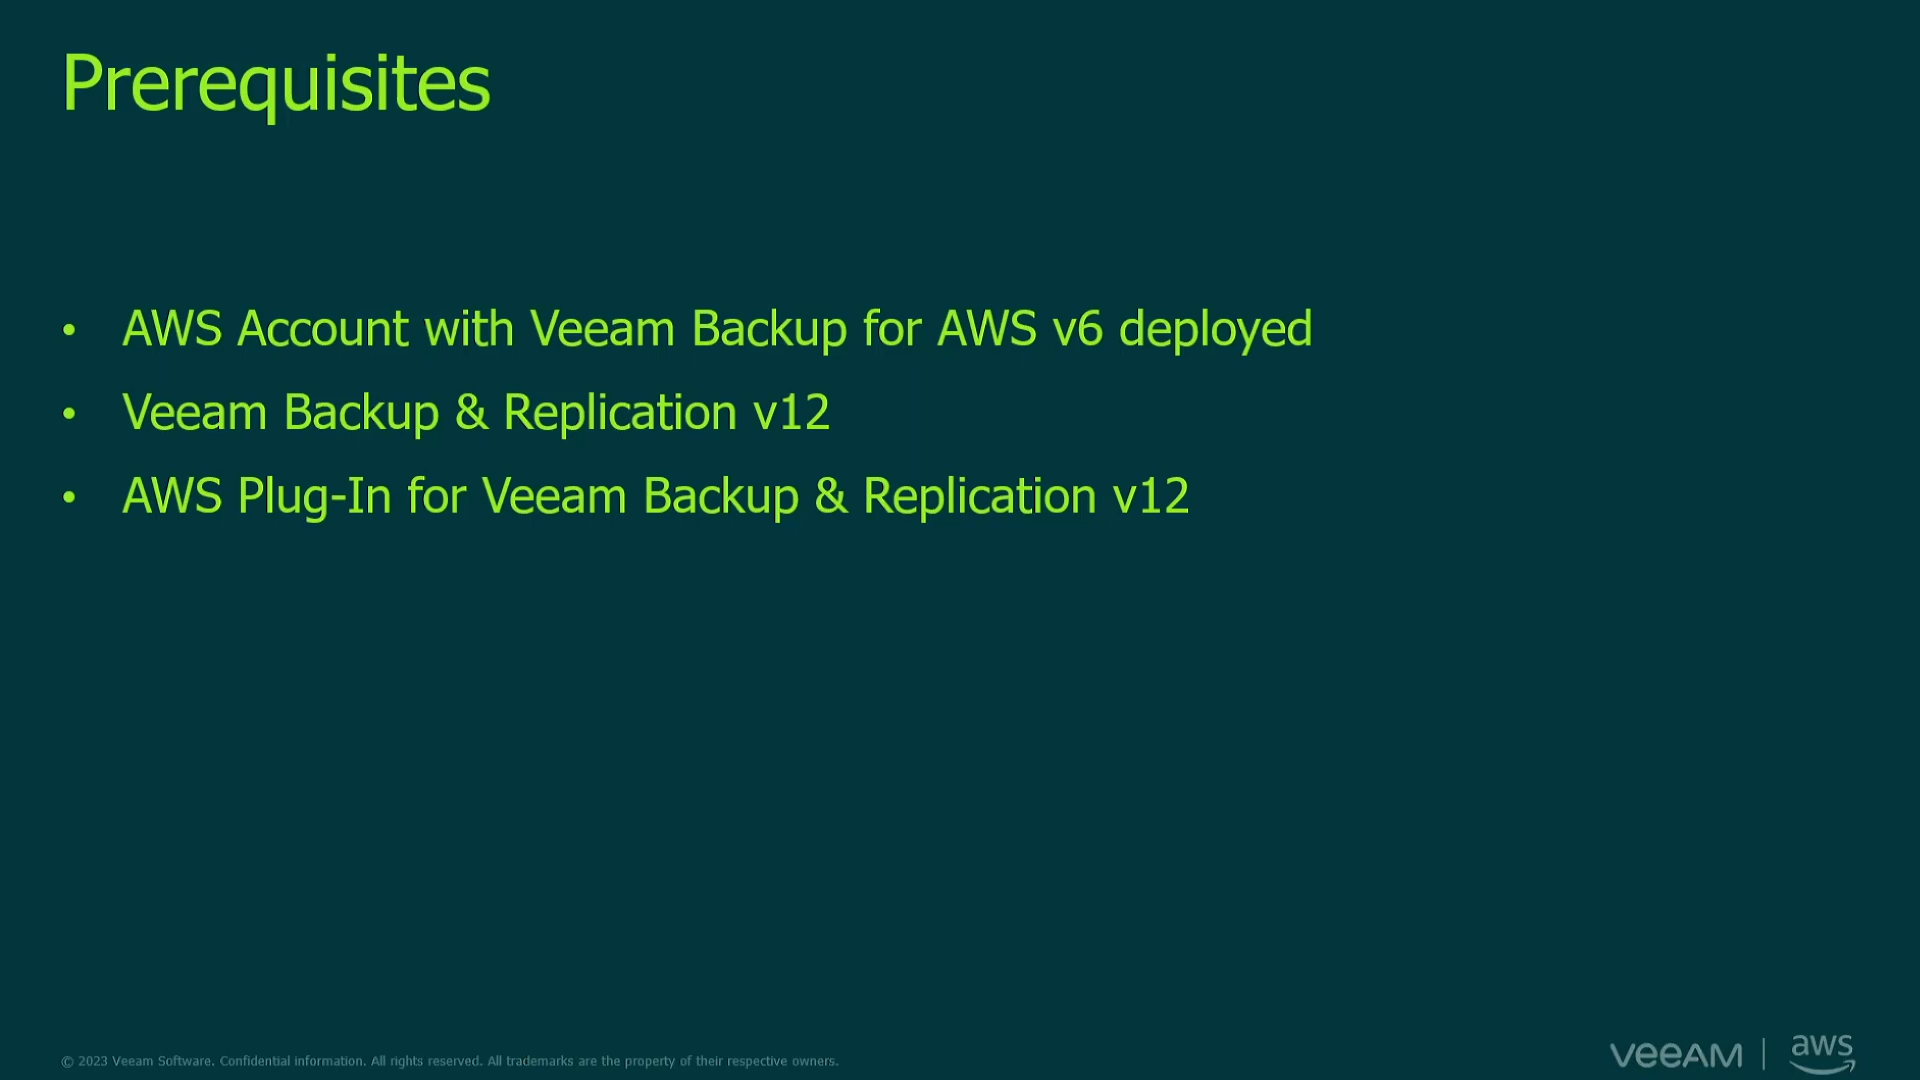 Prerequisites
• AWS Account with Veeam Backup for AWS v6 deployed
• Veeam Backup & Replication v12
• AWS Plug-In for Veeam Backup & Replication v12
© 2023 Veeam Software. Confidential information. All rights reserved. All trademarks are the property of their respective owners.
veeAM | aws